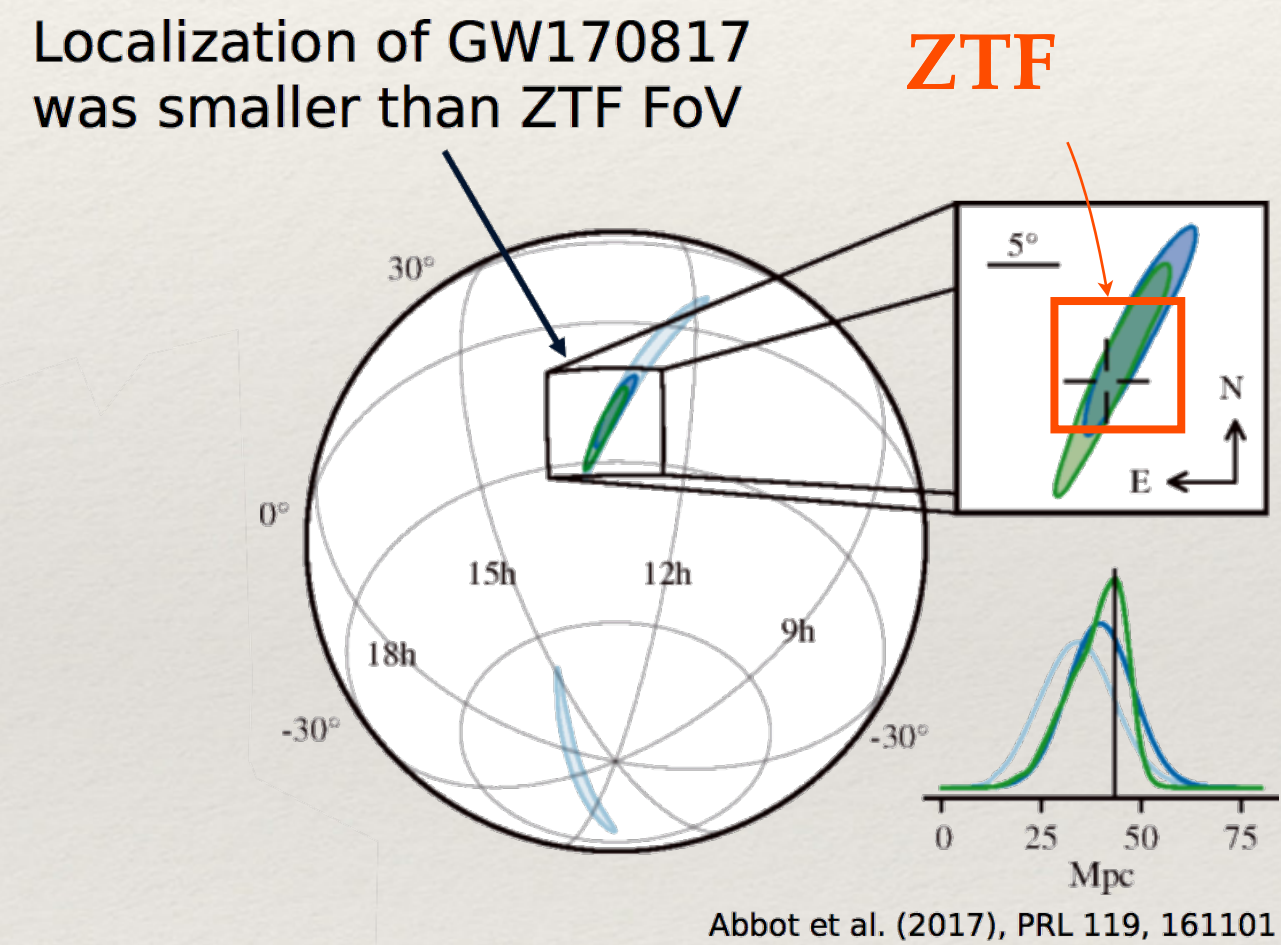 Localization of GW170817
was smaller than ZTF FoV
ZTF
30°
0°
15h
12h
18h
9h
-30°
-30°
5°
N
E
0 25 50 75
Mpc
Abbot et al. (2017), PRL 119, 161101